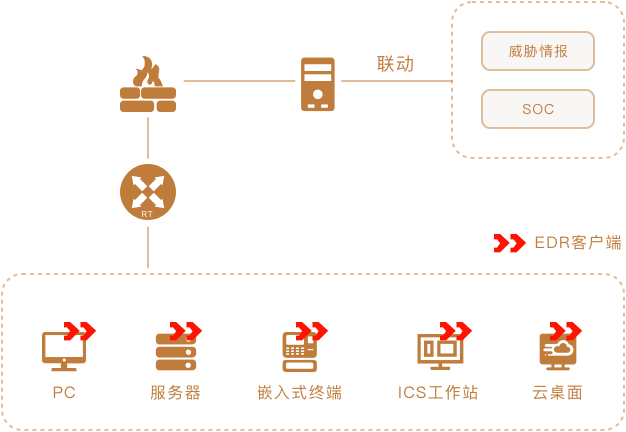 联动
威胁情报
SOC
RT
EDR客户端
PC
服务器
嵌入式终端
ICS工作站
云桌面